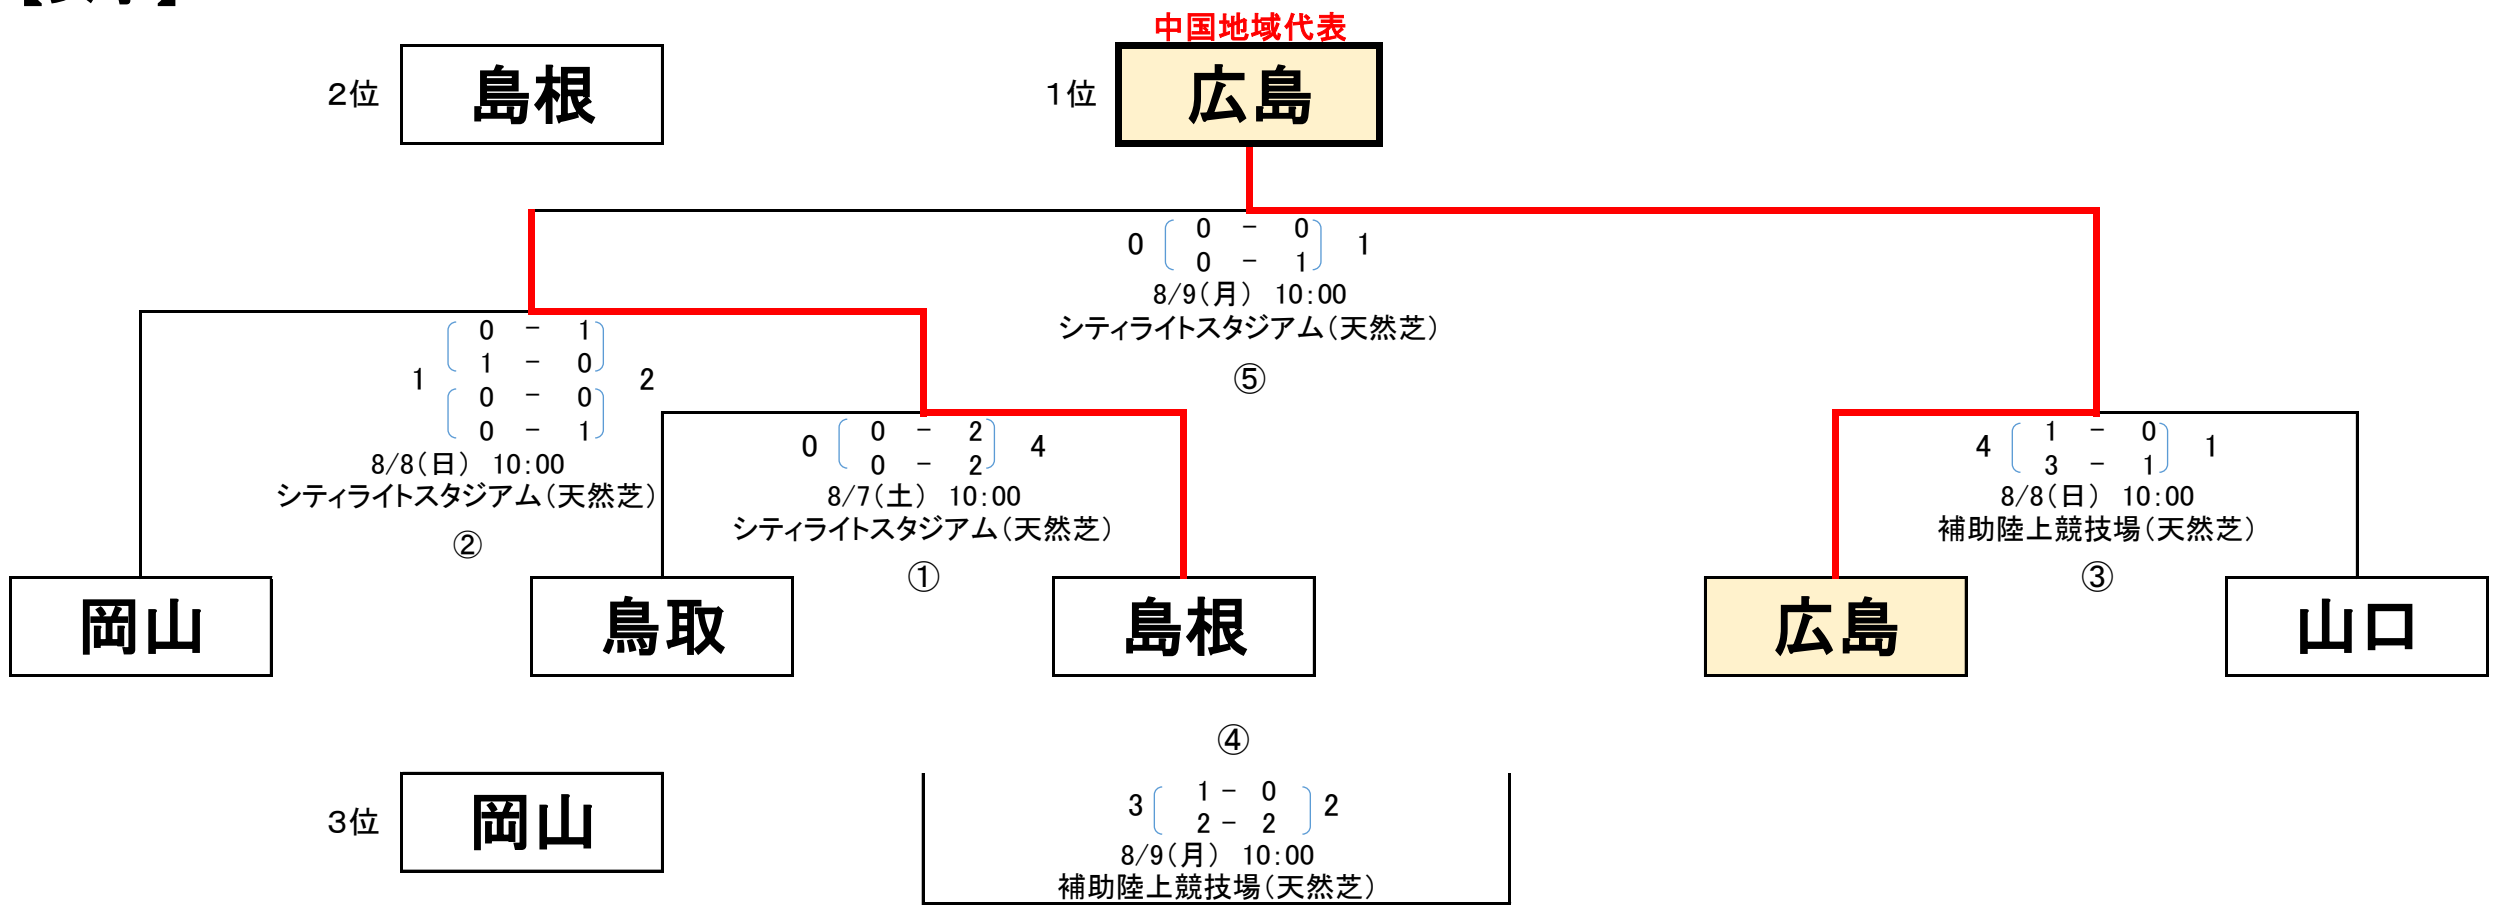 中国地域代表
２位 島根 １位 広島
0 0 - 0 1
0 - 1
8/9(月) 10:00
シティライトスタジアム(天然芝)
⑤
0 - 1
1 - 0
1 2
0 - 0
0 - 1
8/8(日) 10:00
シティライトスタジアム(天然芝)
②
0 0 - 2 4
0 - 2
8/7(土) 10:00
シティライトスタジアム(天然芝)
①
4 1 - 0 1
3 - 1
8/8(日) 10:00
補助陸上競技場(天然芝)
③
岡山 鳥取 島根 広島 山口
④
３位 岡山
3 1 - 0 2
2 - 2
8/9(月) 10:00
補助陸上競技場(天然芝)